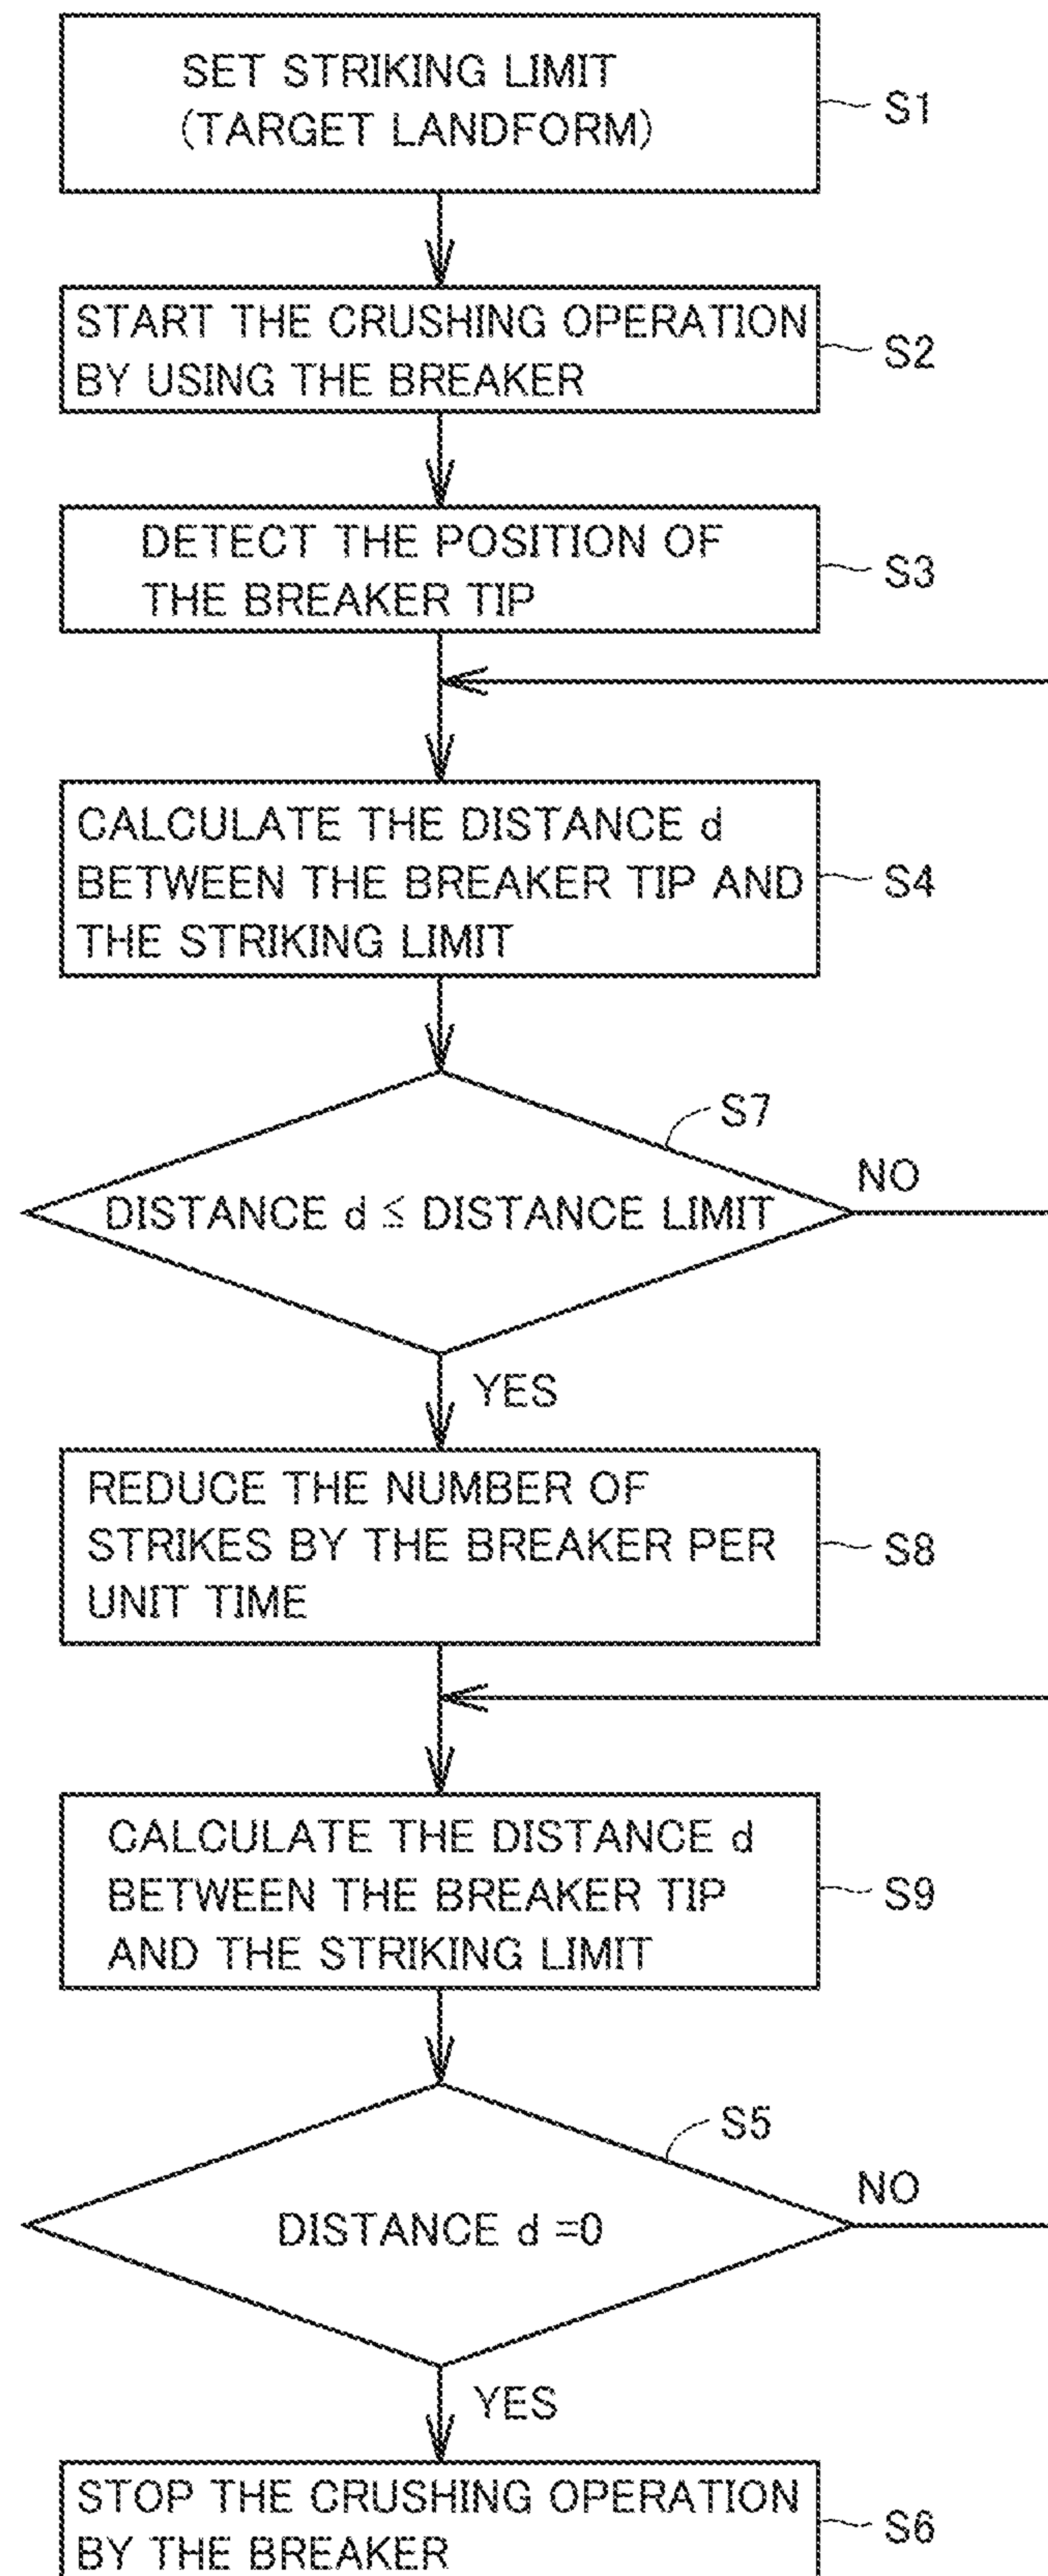 SET STRIKING LIMIT
(TARGET LANDFORM)
S1
START THE CRUSHING OPERATION
BY USING THE BREAKER
S2
DETECT THE POSITION OF
THE BREAKER TIP
S3
CALCULATE THE DISTANCE d
BETWEEN THE BREAKER TIP AND
THE STRIKING LIMIT
S4
S7
DISTANCE d ≦ DISTANCE LIMIT
NO
YES
REDUCE THE NUMBER OF
STRIKES BY THE BREAKER PER
UNIT TIME
S8
CALCULATE THE DISTANCE d
BETWEEN THE BREAKER TIP
AND THE STRIKING LIMIT
S9
S5
DISTANCE d =0
NO
YES
STOP THE CRUSHING OPERATION
BY THE BREAKER
S6